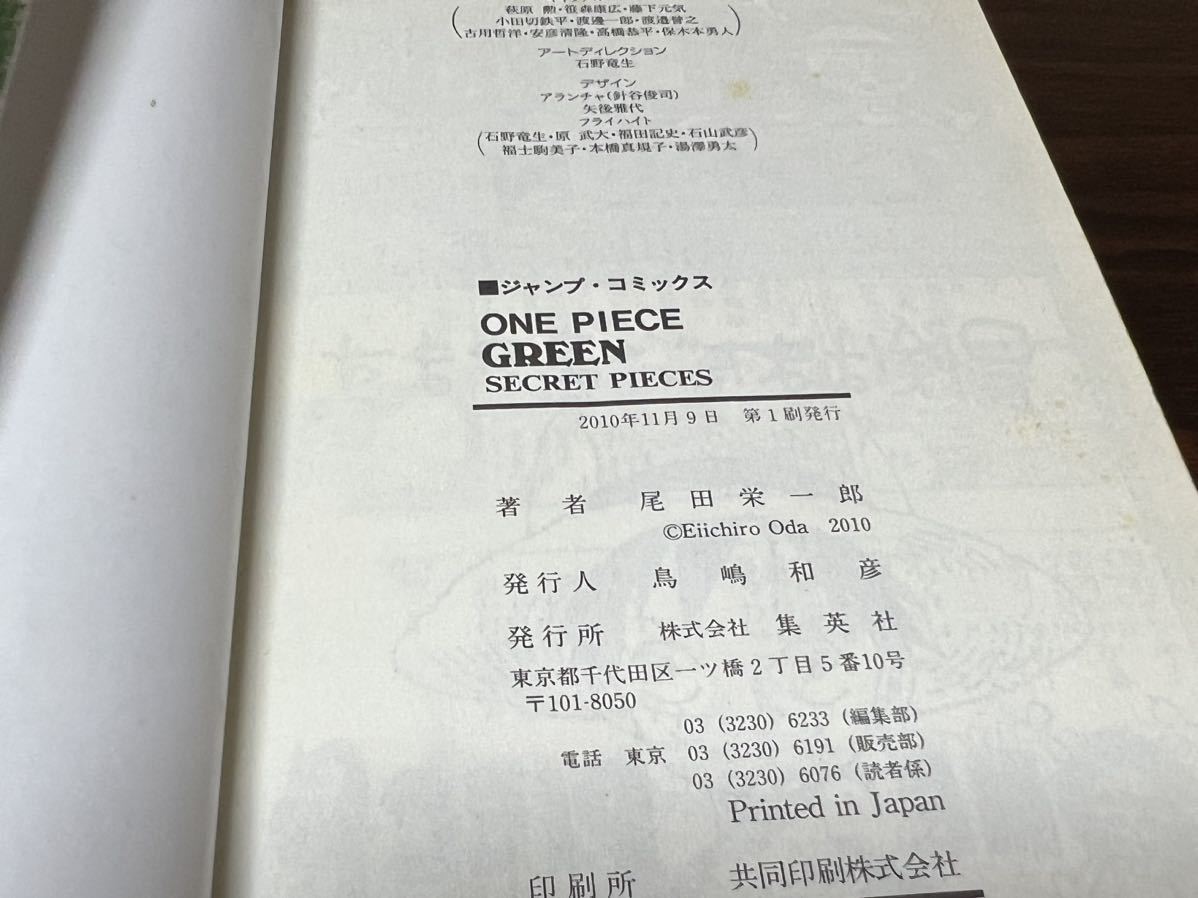 萩原 勲・笹森康広・藤下元気
小田切鉄平・渡邊一郎・渡邉誉之
古用哲洋・安彦清隆・高橋恭平・保木本勇人
アートディレクション
石野竜生
デザイン
アランチャ(針谷俊司)
矢後雅代
フライハイト
石野竜生・原 武大・福田記史・石山武彦
福士駒美子・本橋真規子・湯澤勇太
■ジャンプ・コミックス
ONE PIECE
GREEN
SECRET PIECES
2010年11月9日 第1刷発行
著者 尾田栄一郎
©Eiichiro Oda 2010
発行人 鳥嶋和彦
発行所 株式会社 集英社
東京都千代田区一ツ橋2丁目5番10号
〒101-8050
03 (3230) 6233 (編集部)
電話 東京 03 (3230) 6191 (販売部)
03 (3230) 6076 (読者係)
Printed in Japan
印刷所 共同印刷株式会社